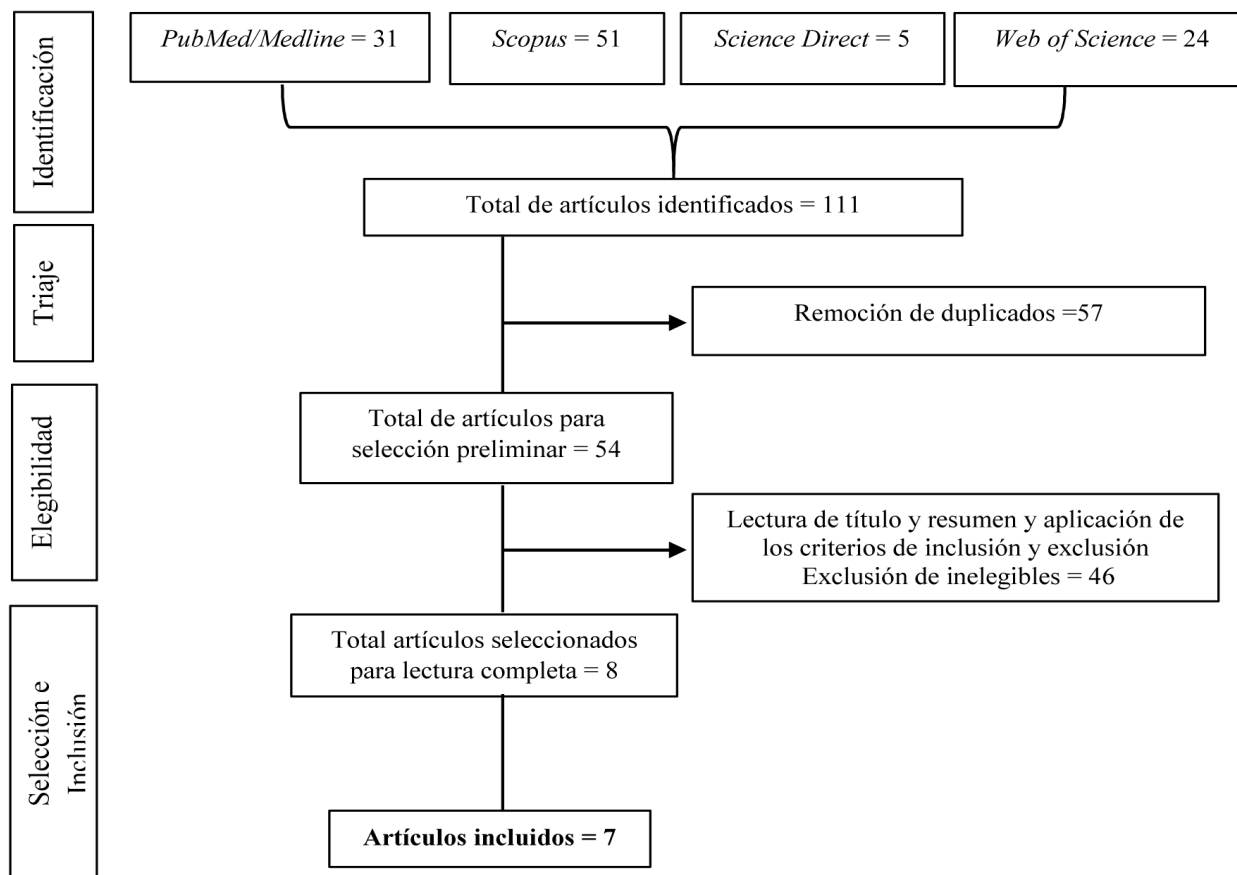 Identificación
PubMed/Medline = 31
Scopus = 51
Science Direct = 5
Web of Science = 24
Total de artículos identificados = 111
Triaje
Remoción de duplicados =57
Elegibilidad
Total de artículos para
selección preliminar = 54
Lectura de título y resumen y aplicación de
los criterios de inclusión y exclusión
Exclusión de inelegibles = 46
Selección e
Inclusión
Total artículos seleccionados
para lectura completa = 8
Artículos incluidos = 7